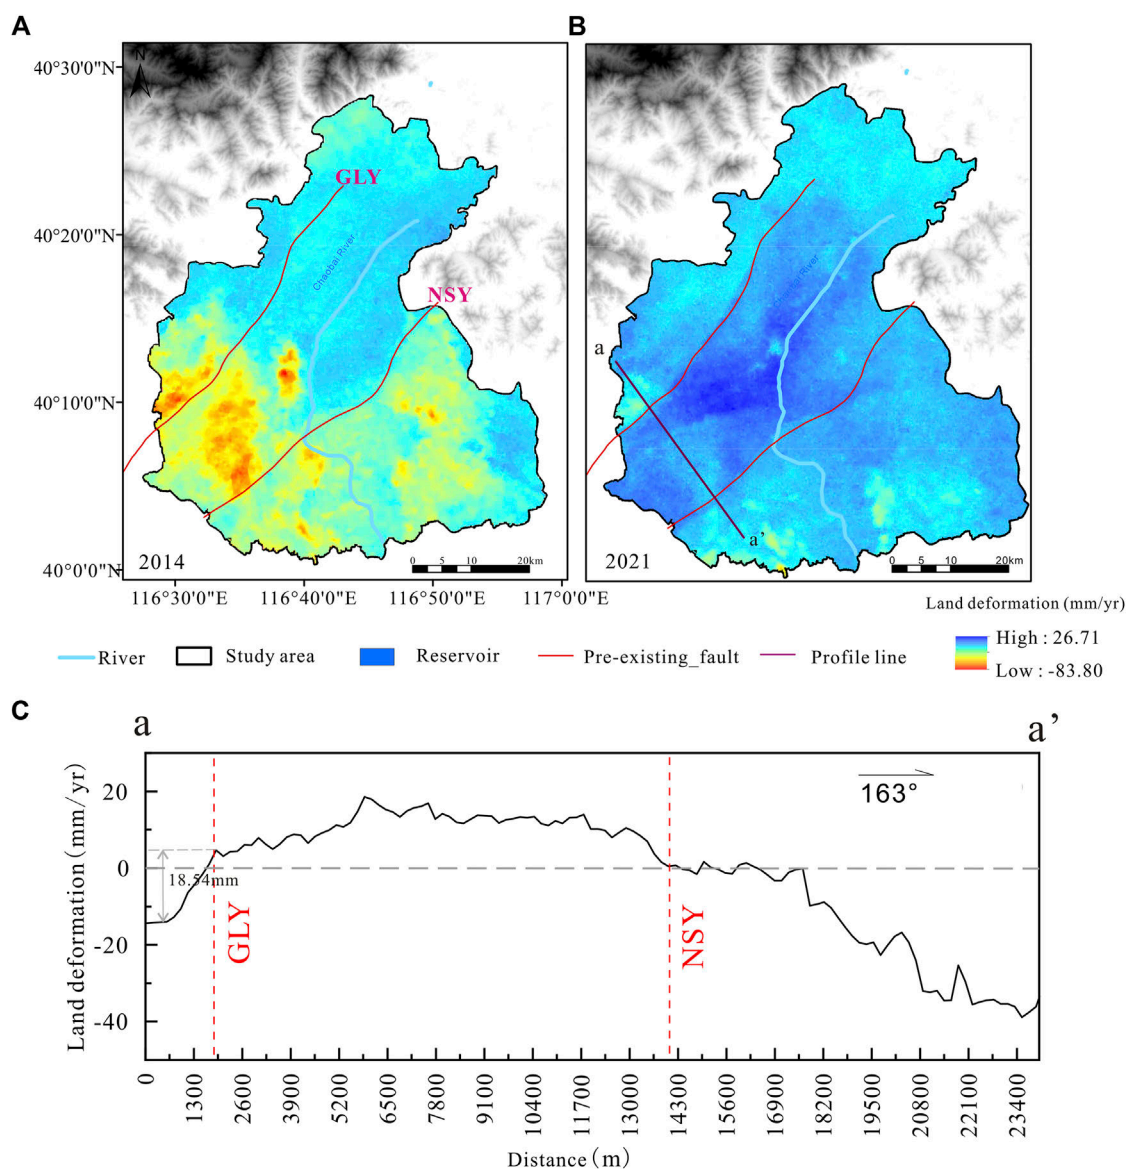 A
B
N
40°30'0"N
40°20'0"N
40°10'0"N
40°0'0"N
GLY
Chaobai River
NSY
2014
0 5 10 20km
116°30'0"E 116°40'0"E 116°50'0"E 117°0'0"E
River
a
a’
2021
0 5 10 20km
Land deformation (mm/yr)
High : 26.71
Low : -83.80
River
Study area
Reservoir
Pre-existing_fault
Profile line
C
a
a’
Land deformation (mm/yr)
20
0
-20
-40
18.54mm
GLY
NSY
163°
0 1300 2600 3900 5200 6500 7800 9100 10400 11700 13000 14300 15600 16900 18200 19500 20800 22100 23400
Distance (m)